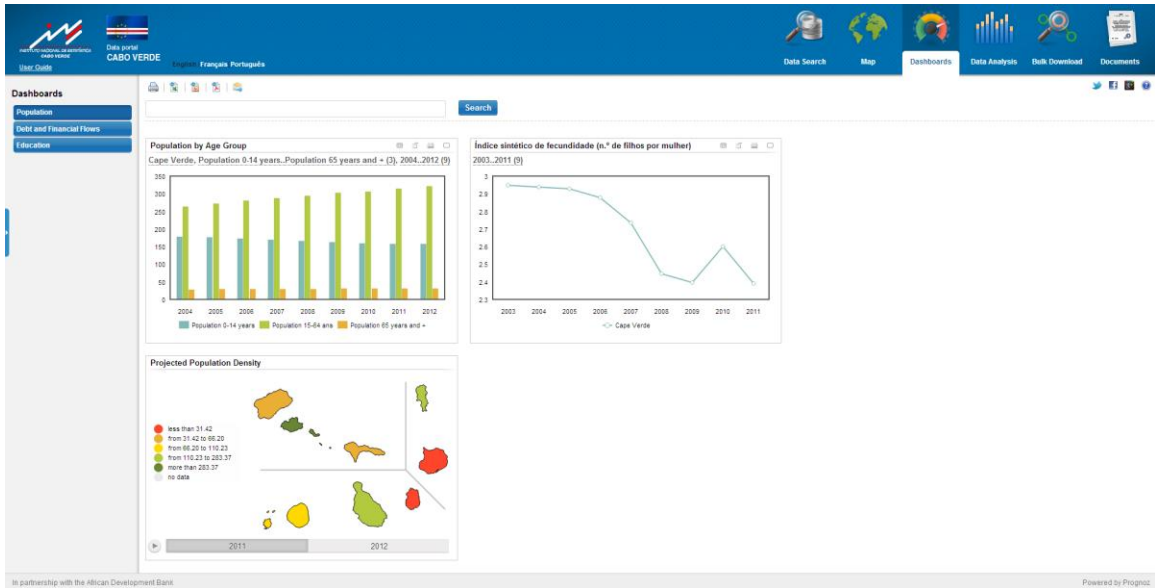 INSTITUTO NACIONAL DE ESTATÍSTICA
CABO VERDE
User Guide
Data portal
CABO VERDE
English Français Português
Data Search
Map
Dashboards
Data Analysis
Bulk Download
Documents
Dashboards
Population
Debt and Financial Flows
Education
Search
Population by Age Group
Cape Verde, Population 0-14 years..Population 65 years and + (3), 2004..2012 (9)
350
300
250
200
150
100
50
0
2004 2005 2006 2007 2008 2009 2010 2011 2012
Population 0-14 years Population 15-64 ans Population 65 years and +
Índice sintético de fecundidade (n.º de filhos por mulher)
2003..2011 (9)
3
2.9
2.8
2.7
2.6
2.5
2.4
2.3
2003 2004 2005 2006 2007 2008 2009 2010 2011
Cape Verde
Projected Population Density
less than 31.42
from 31.42 to 66.20
from 66.20 to 110.23
from 110.23 to 283.37
more than 283.37
no data
2011 2012
In partnership with the African Development Bank
Powered by Prognoz